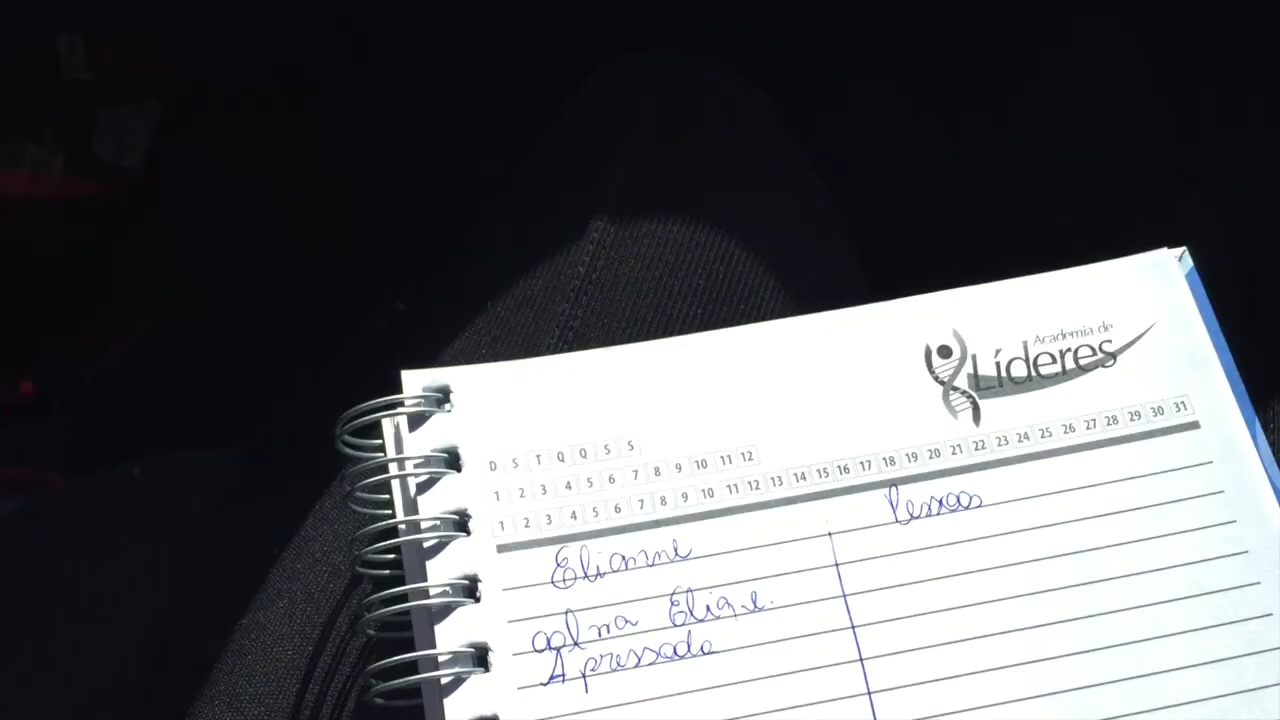 Academia de
Líderes
D S T Q Q S S
1 2 3 4 5 6 7 8 9 10 11 12
1 2 3 4 5 6 7 8 9 10 11 12 13 14 15 16 17 18 19 20 21 22 23 24 25 26 27 28 29 30 31
Pessoas
Elianne
calma
Apressada